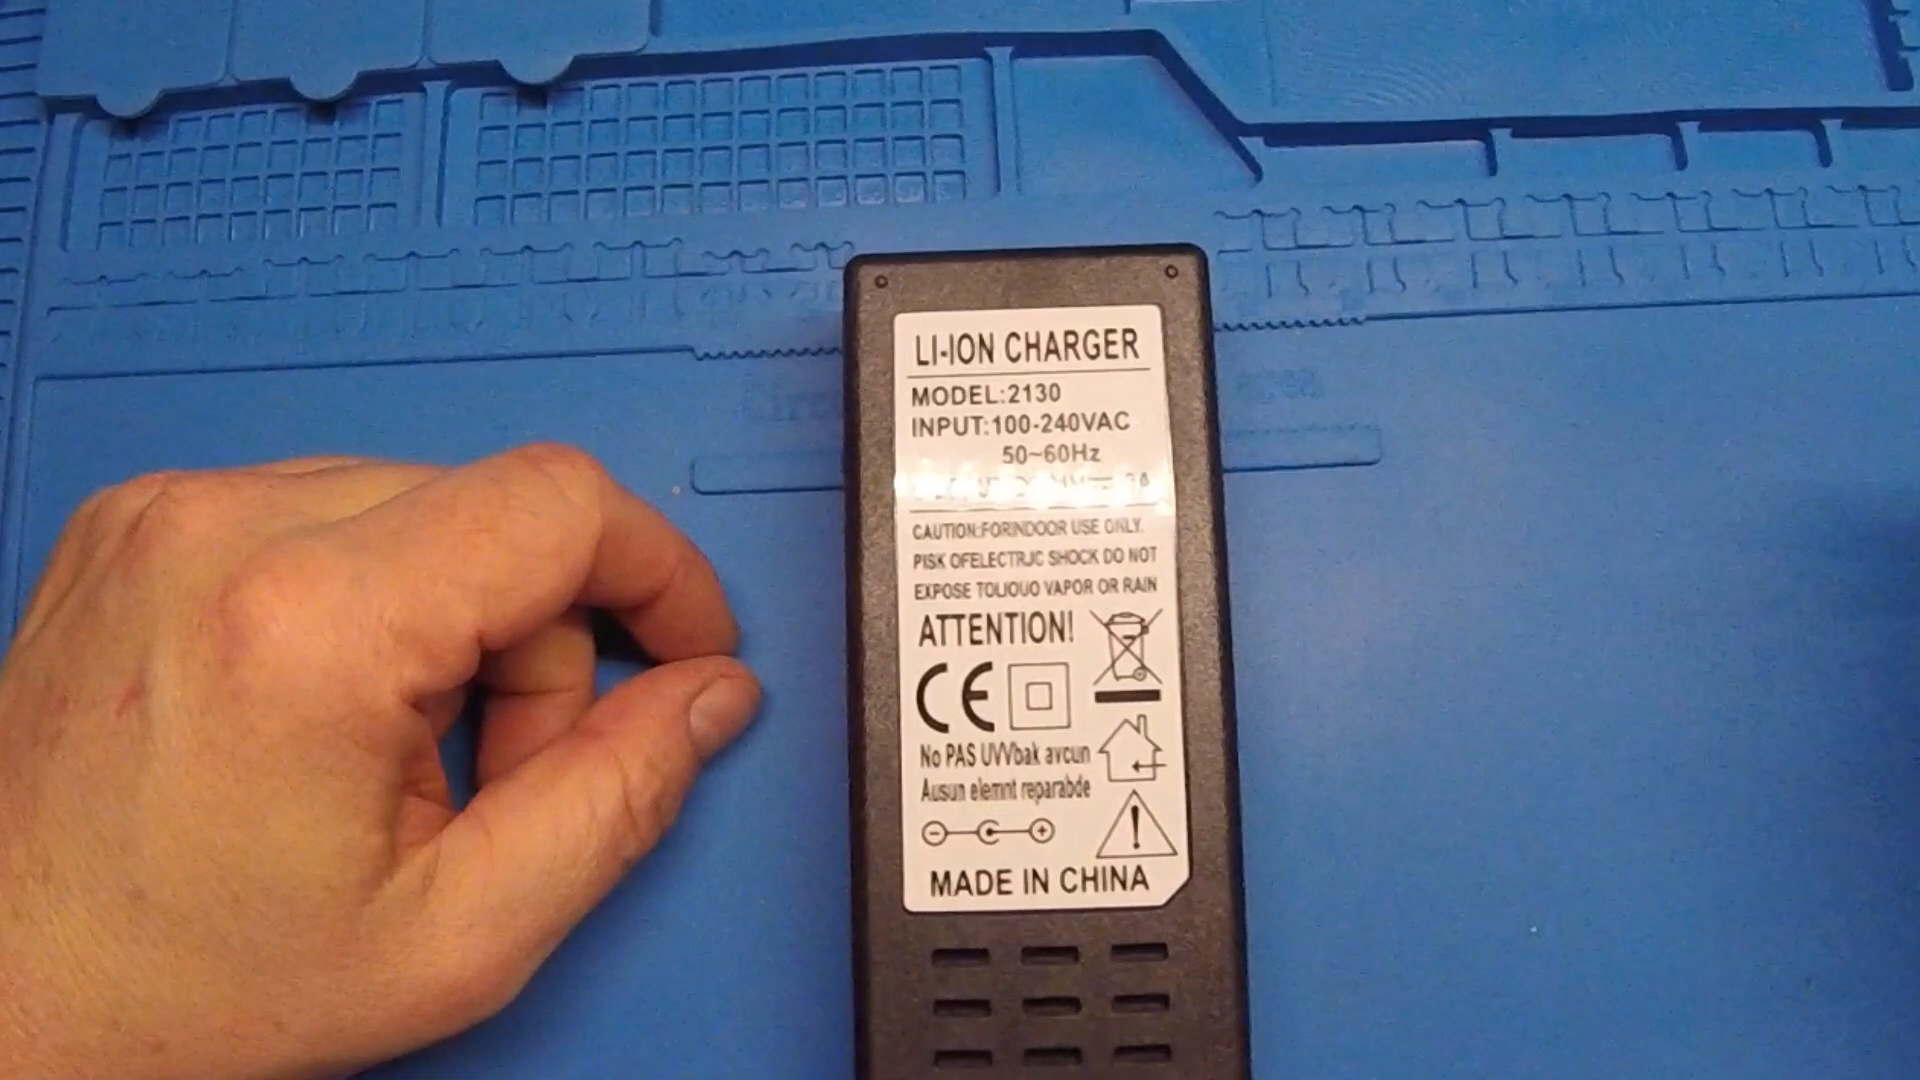 LI-ION CHARGER
MODEL:2130
INPUT:100-240VAC
50~60Hz
CAUTION:FORINDOOR USE ONLY.
PISK OFELECTRJC SHOCK DO NOT
EXPOSE TOLIOUO VAPOR OR RAIN
ATTENTION!
CE
No PAS UVVbak avcun
Ausun elemnt reparabde
MADE IN CHINA